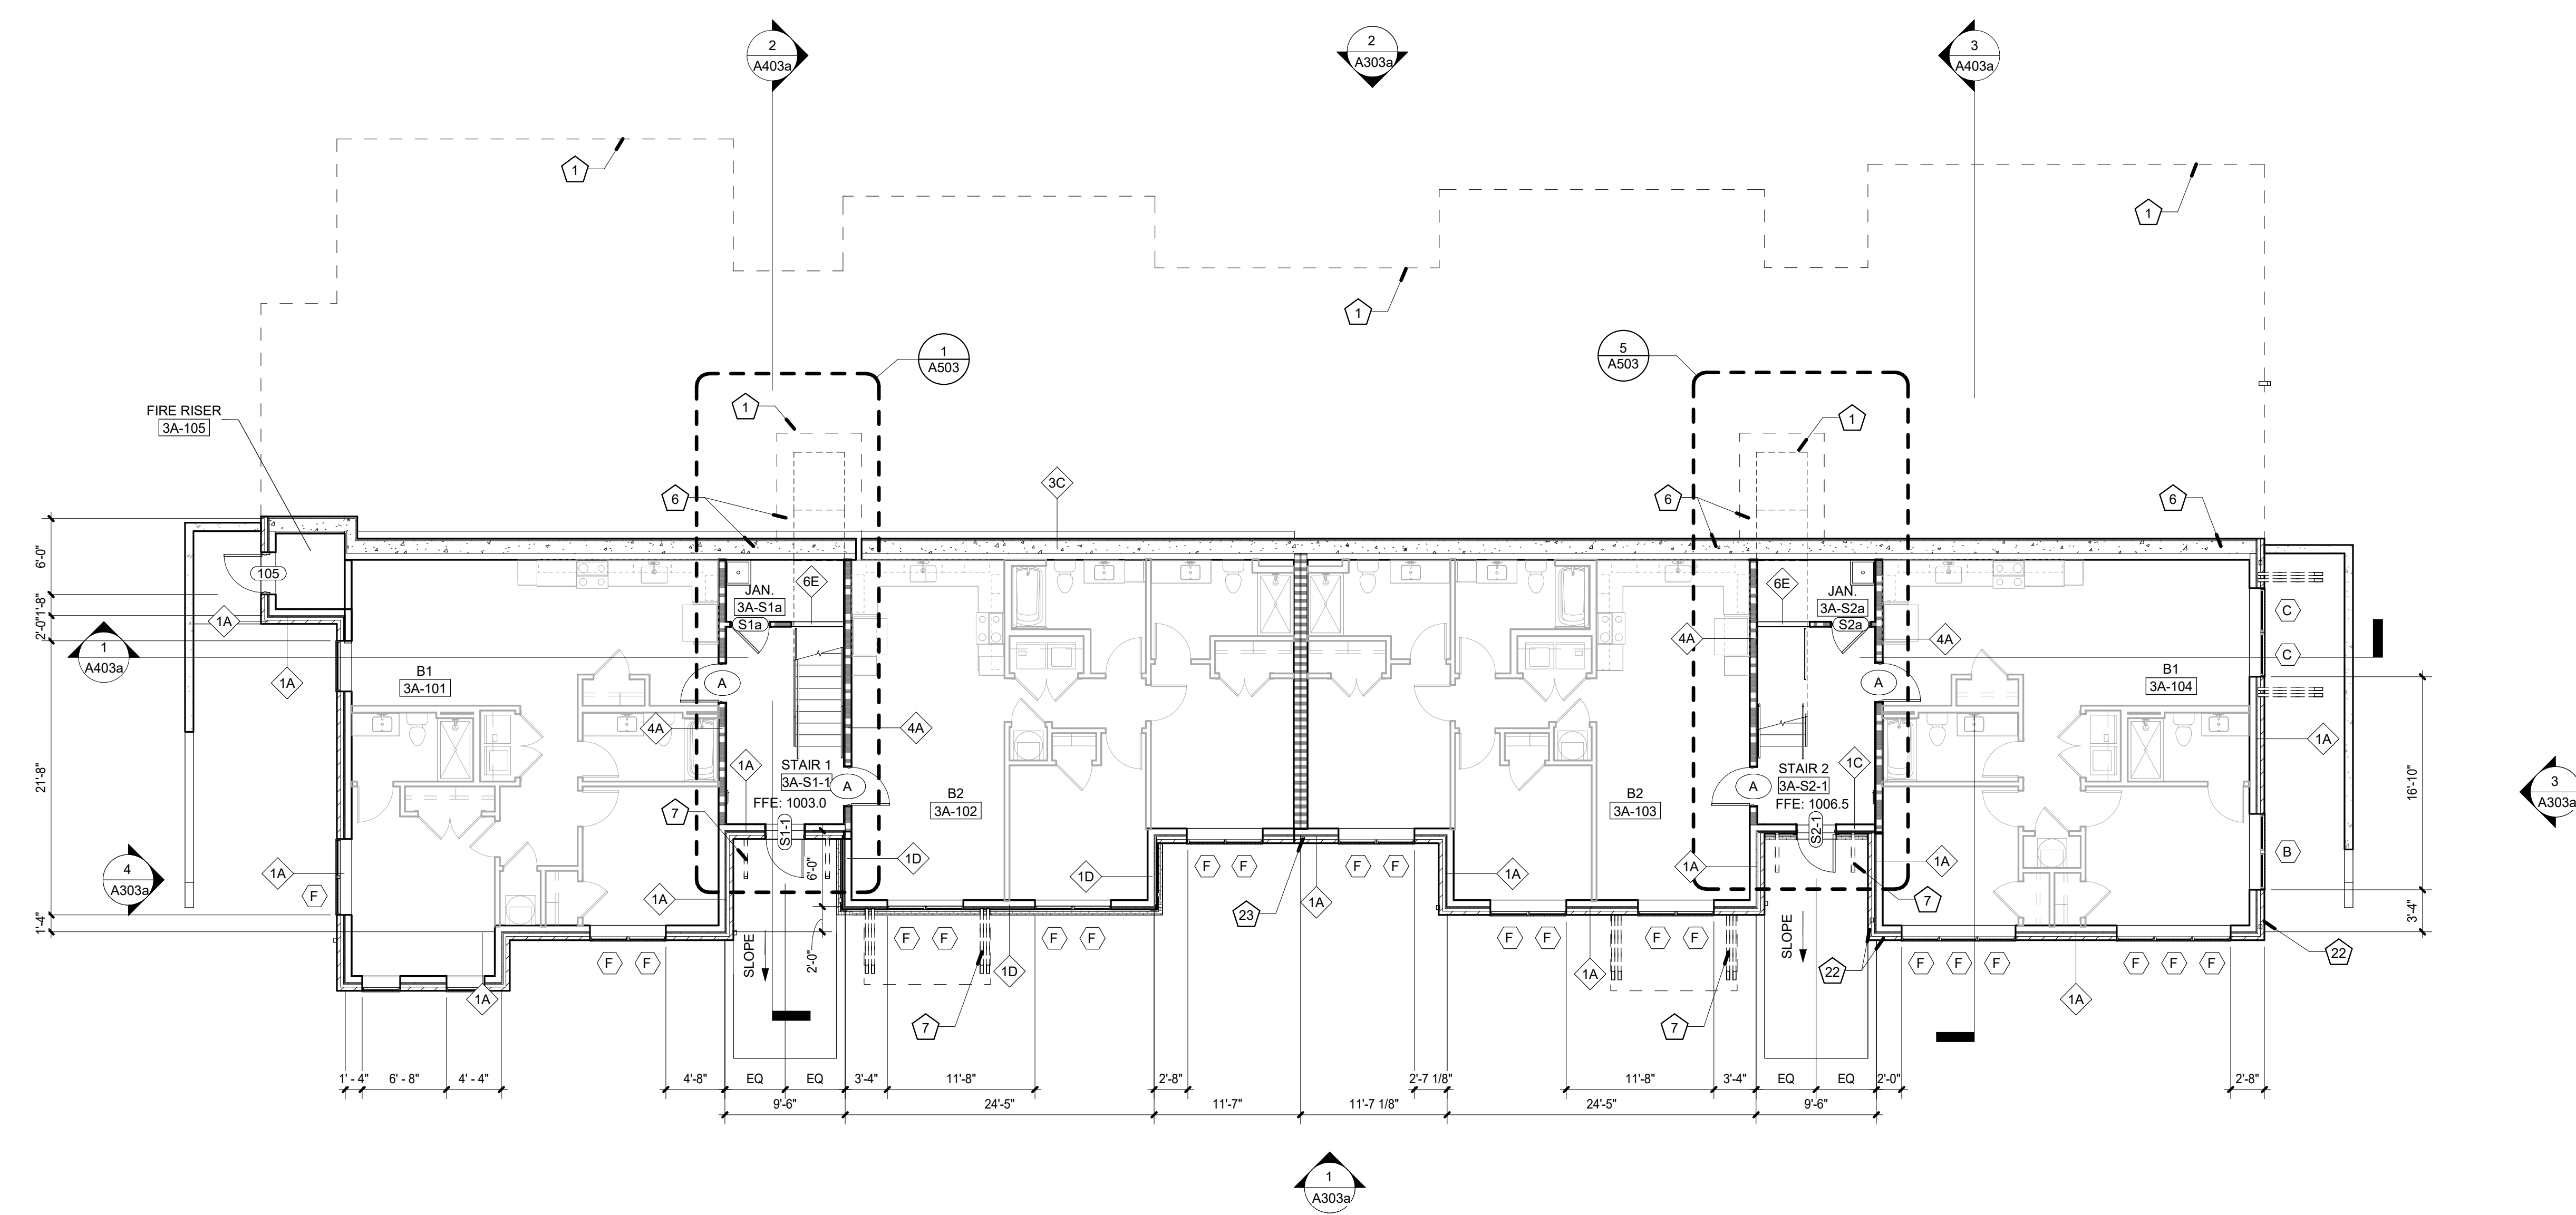 2
A403a
2
A303a
3
A403a
1
1
1
1
A503
5
A503
1
1
FIRE RISER
3A-105
6
3C
6
6
6'-0"
1'-8"
2'-0"
21'-8"
1'-4"
105
1A
1A
1
A403a
B1
3A-101
JAN.
3A-S1a
S1a
6E
A
4A
4A
1A
STAIR 1
3A-S1-1
A
FFE: 1003.0
S1-1
7
6'-0"
2'-0"
SLOPE
B2
3A-102
1D
1D
1D
4
A303a
1A
F
1A
F
F
1A
F
F
F
F
7
F
F
F
F
23
1A
1A
B2
3A-103
4A
6E
JAN.
3A-S2a
S2a
4A
A
A
STAIR 2
3A-S2-1
FFE: 1006.5
1C
S2-1
1A
1A
7
SLOPE
22
F
F
F
F
1A
7
B1
3A-104
C
C
1A
B
16'-10"
3'-4"
3
A303a
22
F
F
F
F
F
F
1A
1' - 4"
6' - 8"
4' - 4"
4'-8"
EQ
EQ
3'-4"
11'-8"
2'-8"
2'-7 1/8"
11'-8"
3'-4"
EQ
EQ
2'-0"
2'-8"
9'-6"
24'-5"
11'-7"
11'-7 1/8"
24'-5"
9'-6"
1
A303a